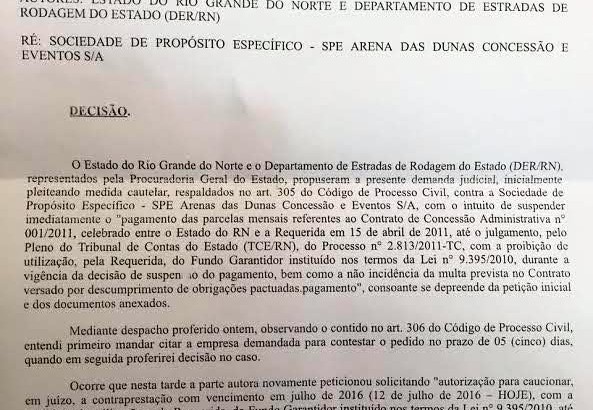 AUTORES: ESTADO DO RIO GRANDE DO NORTE E DEPARTAMENTO DE ESTRADAS DE
RODAGEM DO ESTADO (DER/RN)
RÉ: SOCIEDADE DE PROPÓSITO ESPECÍFICO - SPE ARENA DAS DUNAS CONCESSÃO E
EVENTOS S/A
DECISÃO.
O Estado do Rio Grande do Norte e o Departamento de Estradas de Rodagem do Estado (DER/RN),
representados pela Procuradoria Geral do Estado, propuseram a presente demanda judicial, inicialmente
pleiteando medida cautelar, respaldados no art. 305 do Código de Processo Civil, contra a Sociedade de
Propósito Específico - SPE Arenas das Dunas Concessão e Eventos S/A, com o intuito de suspender
imediatamente o "pagamento das parcelas mensais referentes ao Contrato de Concessão Administrativa nº
001/2011, celebrado entre o Estado do RN e a Requerida em 15 de abril de 2011, até o julgamento, pelo
Pleno do Tribunal de Contas do Estado (TCE/RN), do Processo nº 2.813/2011-TC, com a proibição de
utilização, pela Requerida, do Fundo Garantidor instituído nos termos da Lei nº 9.395/2010, durante a
vigência da decisão de suspen ao do pagamento, bem como a não incidência da multa prevista no Contrato
versado por descumprimento de obrigações pactuadas.pagamento", consoante se depreende da petição inicial
e dos documentos anexados.
Mediante despacho proferido ontem, observando o contido no art. 306 do Código de Processo Civil,
entendi primeiro mandar citar a empresa demandada para contestar o pedido no prazo de 05 (cinco) dias,
quando em seguida proferirei decisão no caso.
Ocorre que nesta tarde a parte autora novamente peticionou solicitando "autorização para caucionar,
em juízo, a contraprestação com vencimento em julho de 2016 (12 de julho de 2016 – HOJE), com a
da Requerida, do Fundo Garantidor instituído nos termos da Lei nº 9.395/2010, até